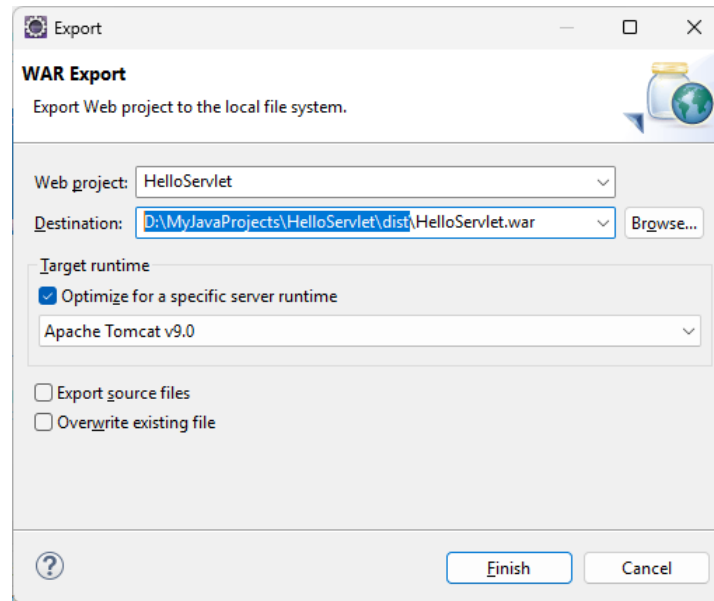 Export
WAR Export
Export Web project to the local file system.
Web project: HelloServlet
Destination: D:\MyJavaProjects\HelloServlet\dist\HelloServlet.war Browse...
Target runtime
Optimize for a specific server runtime
Apache Tomcat v9.0
Export source files
Overwrite existing file
? Finish Cancel